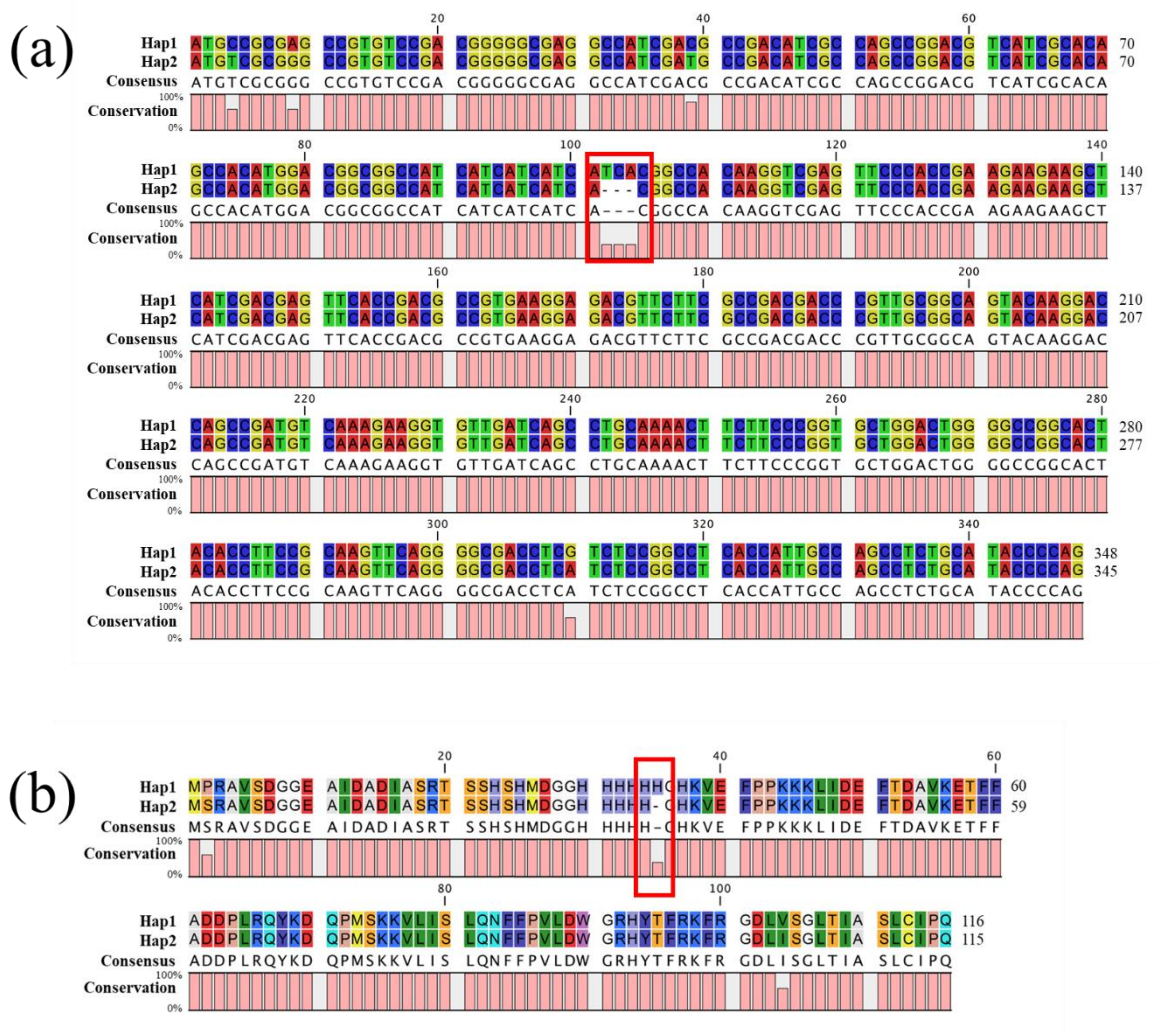 (a)
20 40 60
Hap1 ATGCCGCGAG CCGTGTCCGA CGGGGGCGAG GCCATCGACG CCGACATCGC CAGCCGGACG TCATCGCACA 70
Hap2 ATGTCGCGGG CCGTGTCCGA CGGGGGCGAG GCCATCGATG CCGACATCGC CAGCCGGACG TCATCGCACA 70
Consensus ATGTCGCGGG CCGTGTCCGA CGGGGGCGAG GCCATCGACG CCGACATCGC CAGCCGGACG TCATCGCACA
100%
Conservation
0%
80 100 120 140
Hap1 GCCACATGGA CGGCGGCCAT CATCATCATC ATCACGGCCA CAAGGTCGAG TTCCCACCGA AGAAGAAGCT 140
Hap2 GCCACATGGA CGGCGGCCAT CATCATCATC A---CGGCCA CAAGGTCGAG TTCCCACCGA AGAAGAAGCT 137
Consensus GCCACATGGA CGGCGGCCAT CATCATCATC A---CGGCCA CAAGGTCGAG TTCCCACCGA AGAAGAAGCT
100%
Conservation
0%
160 180 200
Hap1 CATCGACGAG TTCACCGACG CCGTGAAGGA GACGTTCTTC GCCGACGACC CGTTGCGGCA GTACAAGGAC 210
Hap2 CATCGACGAG TTCACCGACG CCGTGAAGGA GACGTTCTTC GCCGACGACC CGTTGCGGCA GTACAAGGAC 207
Consensus CATCGACGAG TTCACCGACG CCGTGAAGGA GACGTTCTTC GCCGACGACC CGTTGCGGCA GTACAAGGAC
100%
Conservation
0%
220 240 260 280
Hap1 CAGCCGATGT CAAAGAAGGT GTTGATCAGC CTGCAAAACT TCTTCCCGGT GCTGGACTGG GGCCGGCACT 280
Hap2 CAGCCGATGT CAAAGAAGGT GTTGATCAGC CTGCAAAACT TCTTCCCGGT GCTGGACTGG GGCCGGCACT 277
Consensus CAGCCGATGT CAAAGAAGGT GTTGATCAGC CTGCAAAACT TCTTCCCGGT GCTGGACTGG GGCCGGCACT
100%
Conservation
0%
300 320 340
Hap1 ACACCTTCCG CAAGTTCAGG GGCGACCTCG TCTCCGGCCT CACCATTGCC AGCCTCTGCA TACCCCAG 348
Hap2 ACACCTTCCG CAAGTTCAGG GGCGACCTCA TCTCCGGCCT CACCATTGCC AGCCTCTGCA TACCCCAG 345
Consensus ACACCTTCCG CAAGTTCAGG GGCGACCTCA TCTCCGGCCT CACCATTGCC AGCCTCTGCA TACCCCAG
100%
Conservation
0%
(b)
20 40 60
Hap1 MPRAVSDGGE AIDADIASRT SSHSHMDGGH HHHHHGHKVE FPPKKKLIDE FTDAVKETFF 60
Hap2 MSRAVSDGGE AIDADIASRT SSHSHMDGGH HHHH-GHKVE FPPKKKLIDE FTDAVKETFF 59
Consensus MSRAVSDGGE AIDADIASRT SSHSHMDGGH HHHH-GHKVE FPPKKKLIDE FTDAVKETFF
100%
Conservation
0%
80 100
Hap1 ADDPLRQYKD QPMSKKVLIS LQNFFPVLDW GRHYTFRKFR GDLVSGLTIA SLCIPQ 116
Hap2 ADDPLRQYKD QPMSKKVLIS LQNFFPVLDW GRHYTFRKFR GDLISGLTIA SLCIPQ 115
Consensus ADDPLRQYKD QPMSKKVLIS LQNFFPVLDW GRHYTFRKFR GDLISGLTIA SLCIPQ
100%
Conservation
0%